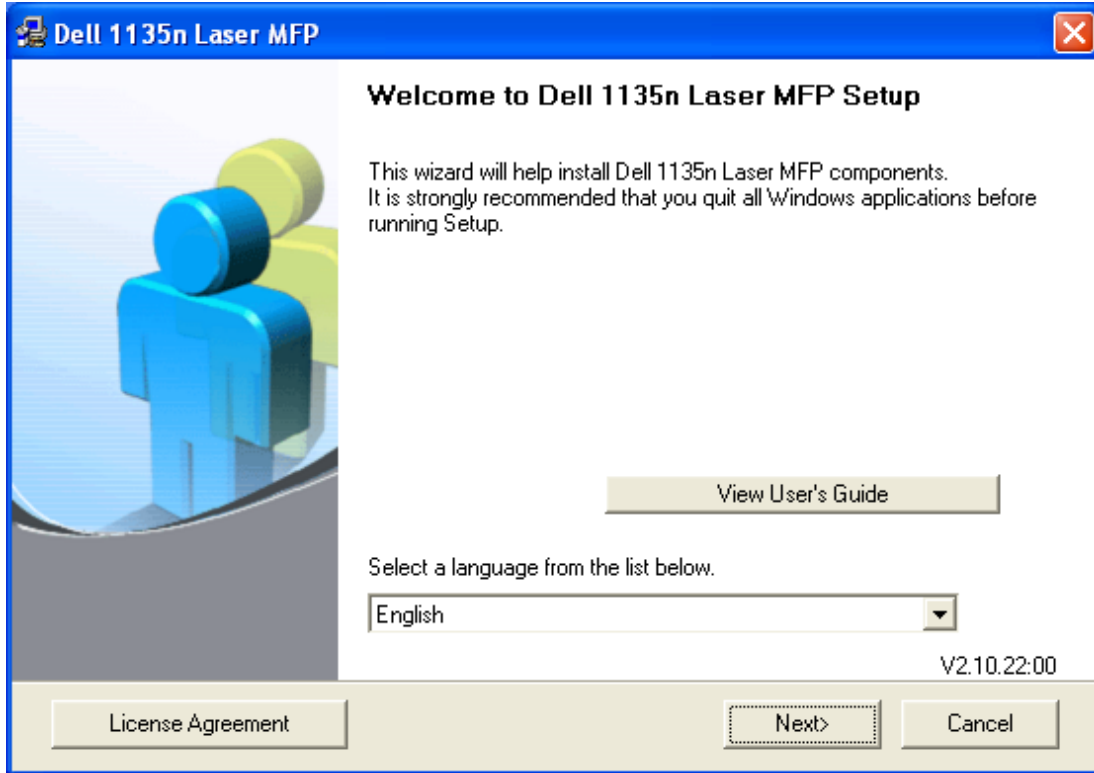 Dell 1135n Laser MFP
Welcome to Dell 1135n Laser MFP Setup
This wizard will help install Dell 1135n Laser MFP components.
It is strongly recommended that you quit all Windows applications before
running Setup.
View User's Guide
Select a language from the list below.
English
V2.10.22:00
License Agreement
Next>
Cancel